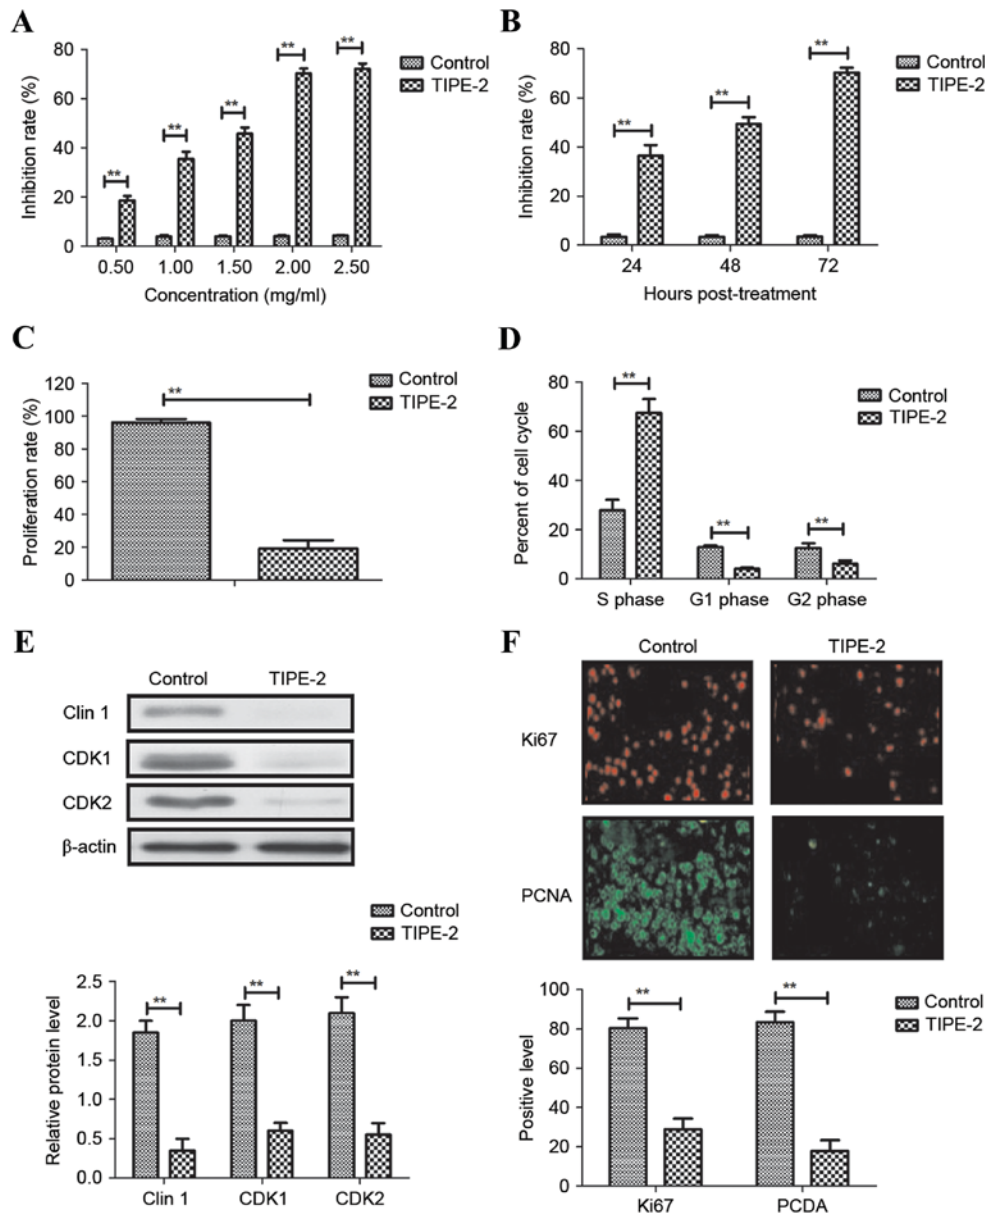 A
Inhibition rate (%)
80
60
40
20
0
** ** ** ** **
0.50 1.00 1.50 2.00 2.50
Concentration (mg/ml)
Control
TIPE-2
B
Inhibition rate (%)
80
60
40
20
0
** ** **
24 48 72
Hours post-treatment
Control
TIPE-2
C
Proliferation rate (%)
120
100
80
60
40
20
0
**
Control
TIPE-2
D
Percent of cell cycle
80
60
40
20
0
** ** **
S phase G1 phase G2 phase
Control
TIPE-2
E
Control TIPE-2
Clin 1
CDK1
CDK2
β-actin
Control
TIPE-2
Relative protein level
2.5
2.0
1.5
1.0
0.5
0.0
** ** **
Clin 1 CDK1 CDK2
F
Control TIPE-2
Ki67
PCNA
Positive level
100
80
60
40
20
0
** **
Ki67 PCDA
Control
TIPE-2